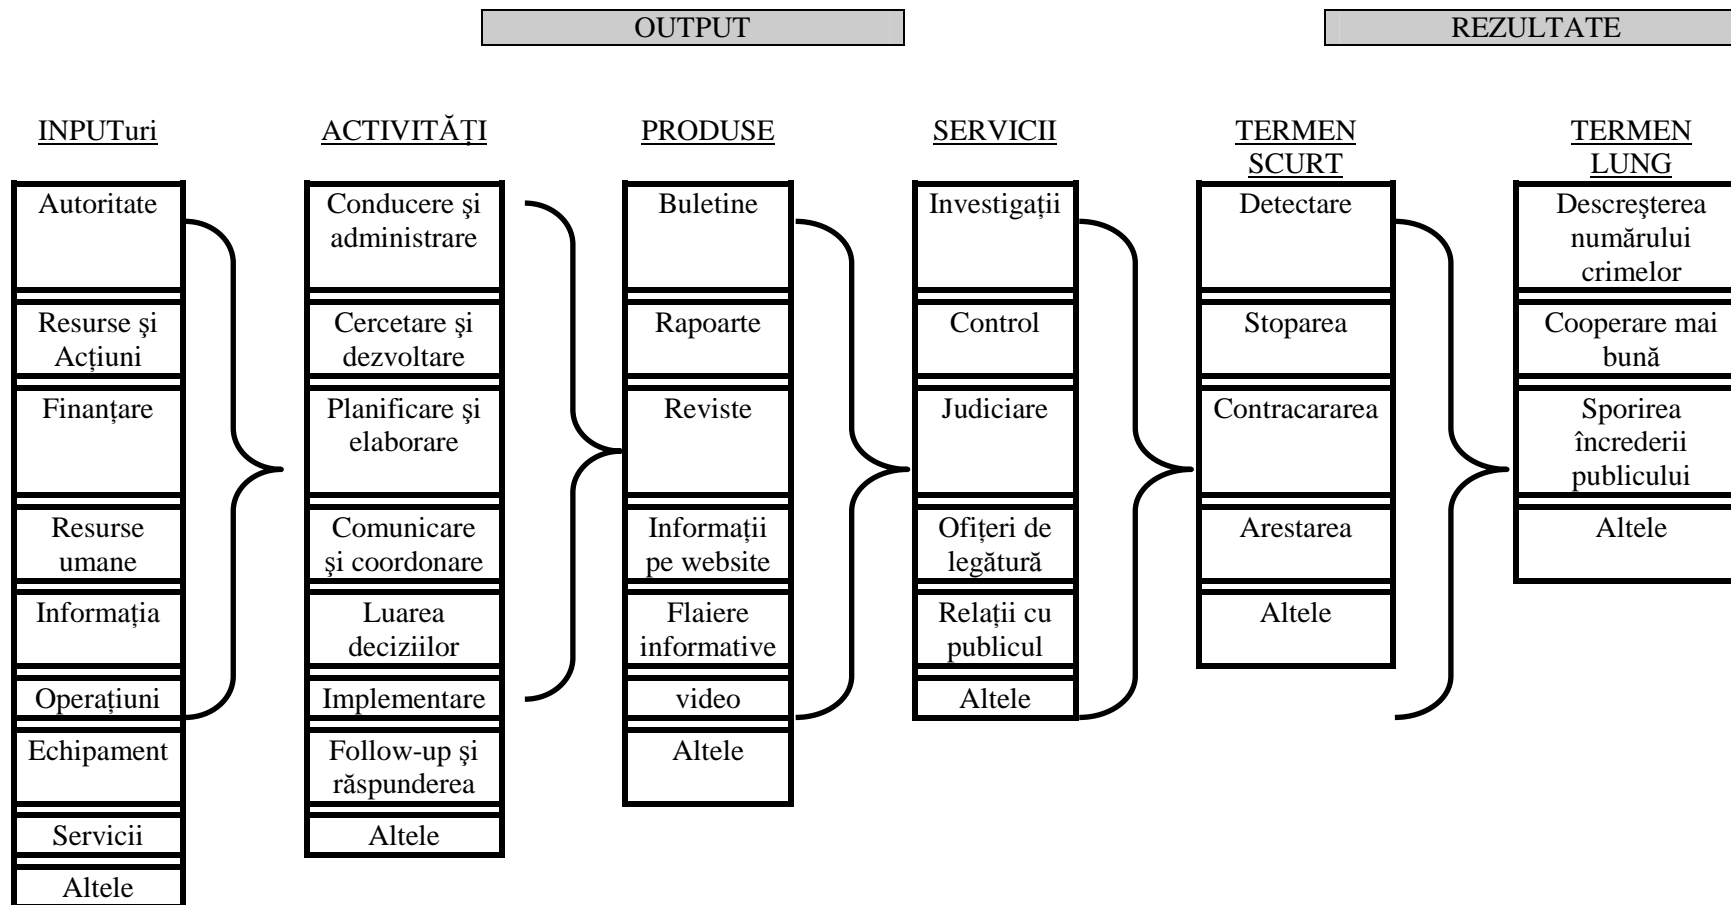 OUTPUT
REZULTATE
INPUTuri
Autoritate
Resurse şi
Acțiuni
Finanțare
Resurse
umane
Informația
Operațiuni
Echipament
Servicii
Altele
ACTIVITĂȚI
Conducere şi
administrare
Cercetare şi
dezvoltare
Planificare şi
elaborare
Comunicare
şi coordonare
Luarea
deciziilor
Implementare
Follow-up şi
răspunderea
Altele
PRODUSE
Buletine
Rapoarte
Reviste
Informații
pe website
Flaiere
informative
video
Altele
SERVICII
Investigații
Control
Judiciare
Ofițeri de
legătură
Relații cu
publicul
Altele
TERMEN
SCURT
Detectare
Stoparea
Contracararea
Arestarea
Altele
TERMEN
LUNG
Descreşterea
numărului
crimelor
Cooperare mai
bună
Sporirea
încrederii
publicului
Altele